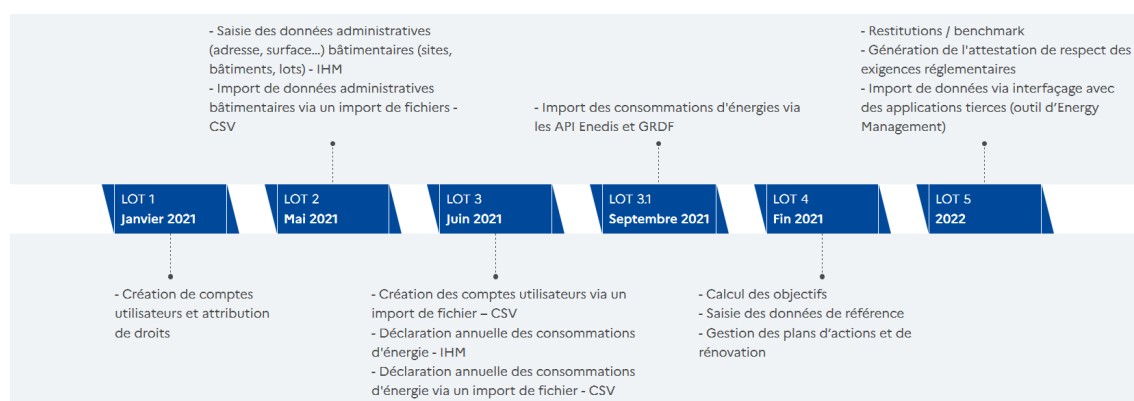 - Saisie des données administratives
(adresse, surface...) bâtimentaires (sites,
bâtiments, lots) - IHM
- Import de données administratives
bâtimentaires via un import de fichiers -
CSV
- Import des consommations d'énergies via
les API Enedis et GRDF
- Restitutions / benchmark
- Génération de l'attestation de respect des
exigences réglementaires
- Import de données via interfaçage avec
des applications tierces (outil d'Energy
Management)
LOT 1
Janvier 2021
LOT 2
Mai 2021
LOT 3
Juin 2021
LOT 3.1
Septembre 2021
LOT 4
Fin 2021
LOT 5
2022
- Création de comptes
utilisateurs et attribution
de droits
- Création des comptes utilisateurs via un
import de fichier – CSV
- Déclaration annuelle des consommations
d'énergie - IHM
- Déclaration annuelle des consommations
d'énergie via un import de fichier - CSV
- Calcul des objectifs
- Saisie des données de référence
- Gestion des plans d'actions et de
rénovation